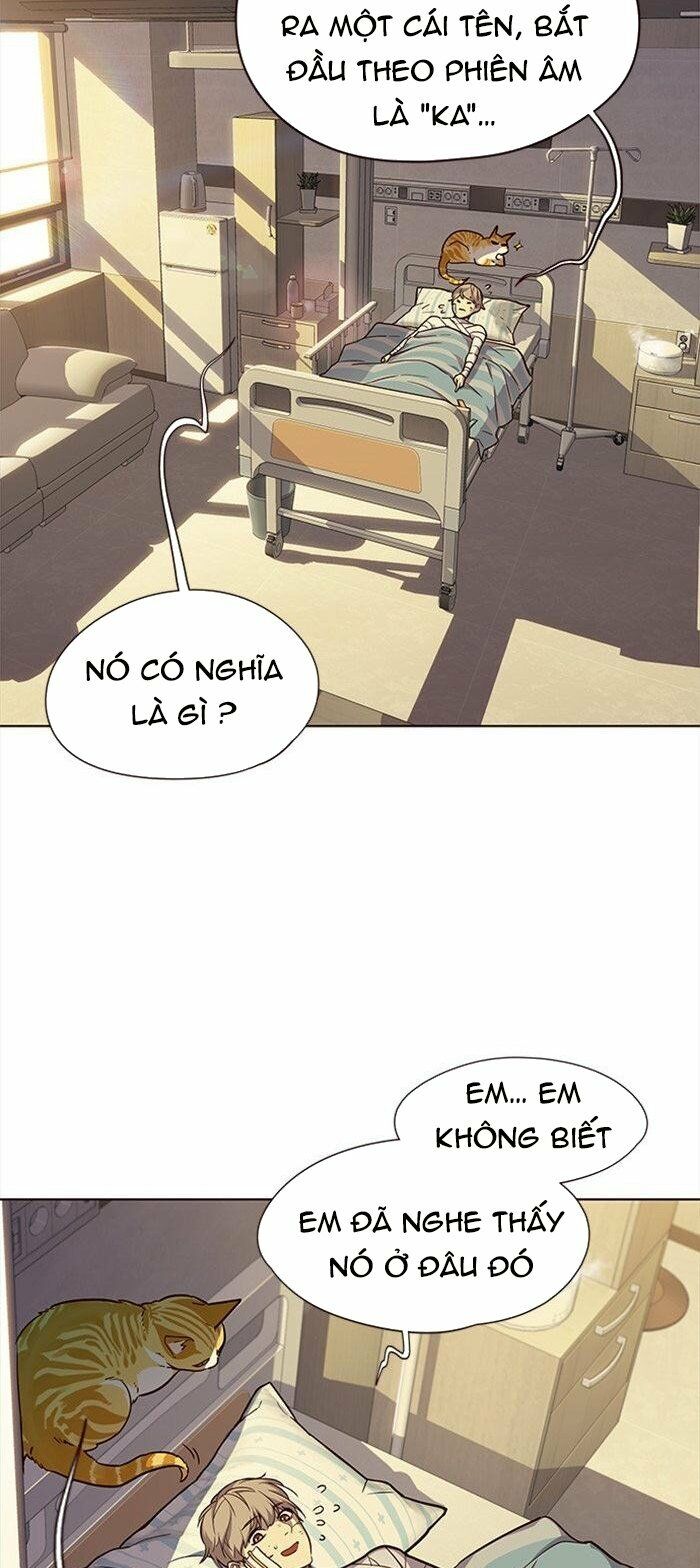 RA MỘT CÁI TÊN, BẮT
ĐẦU THEO PHIÊN ÂM
LÀ "KA"...
NÓ CÓ NGHĨA
LÀ GÌ ?
EM... EM
KHÔNG BIẾT
EM ĐÃ NGHE THẤY
NÓ Ở ĐÂU ĐÓ